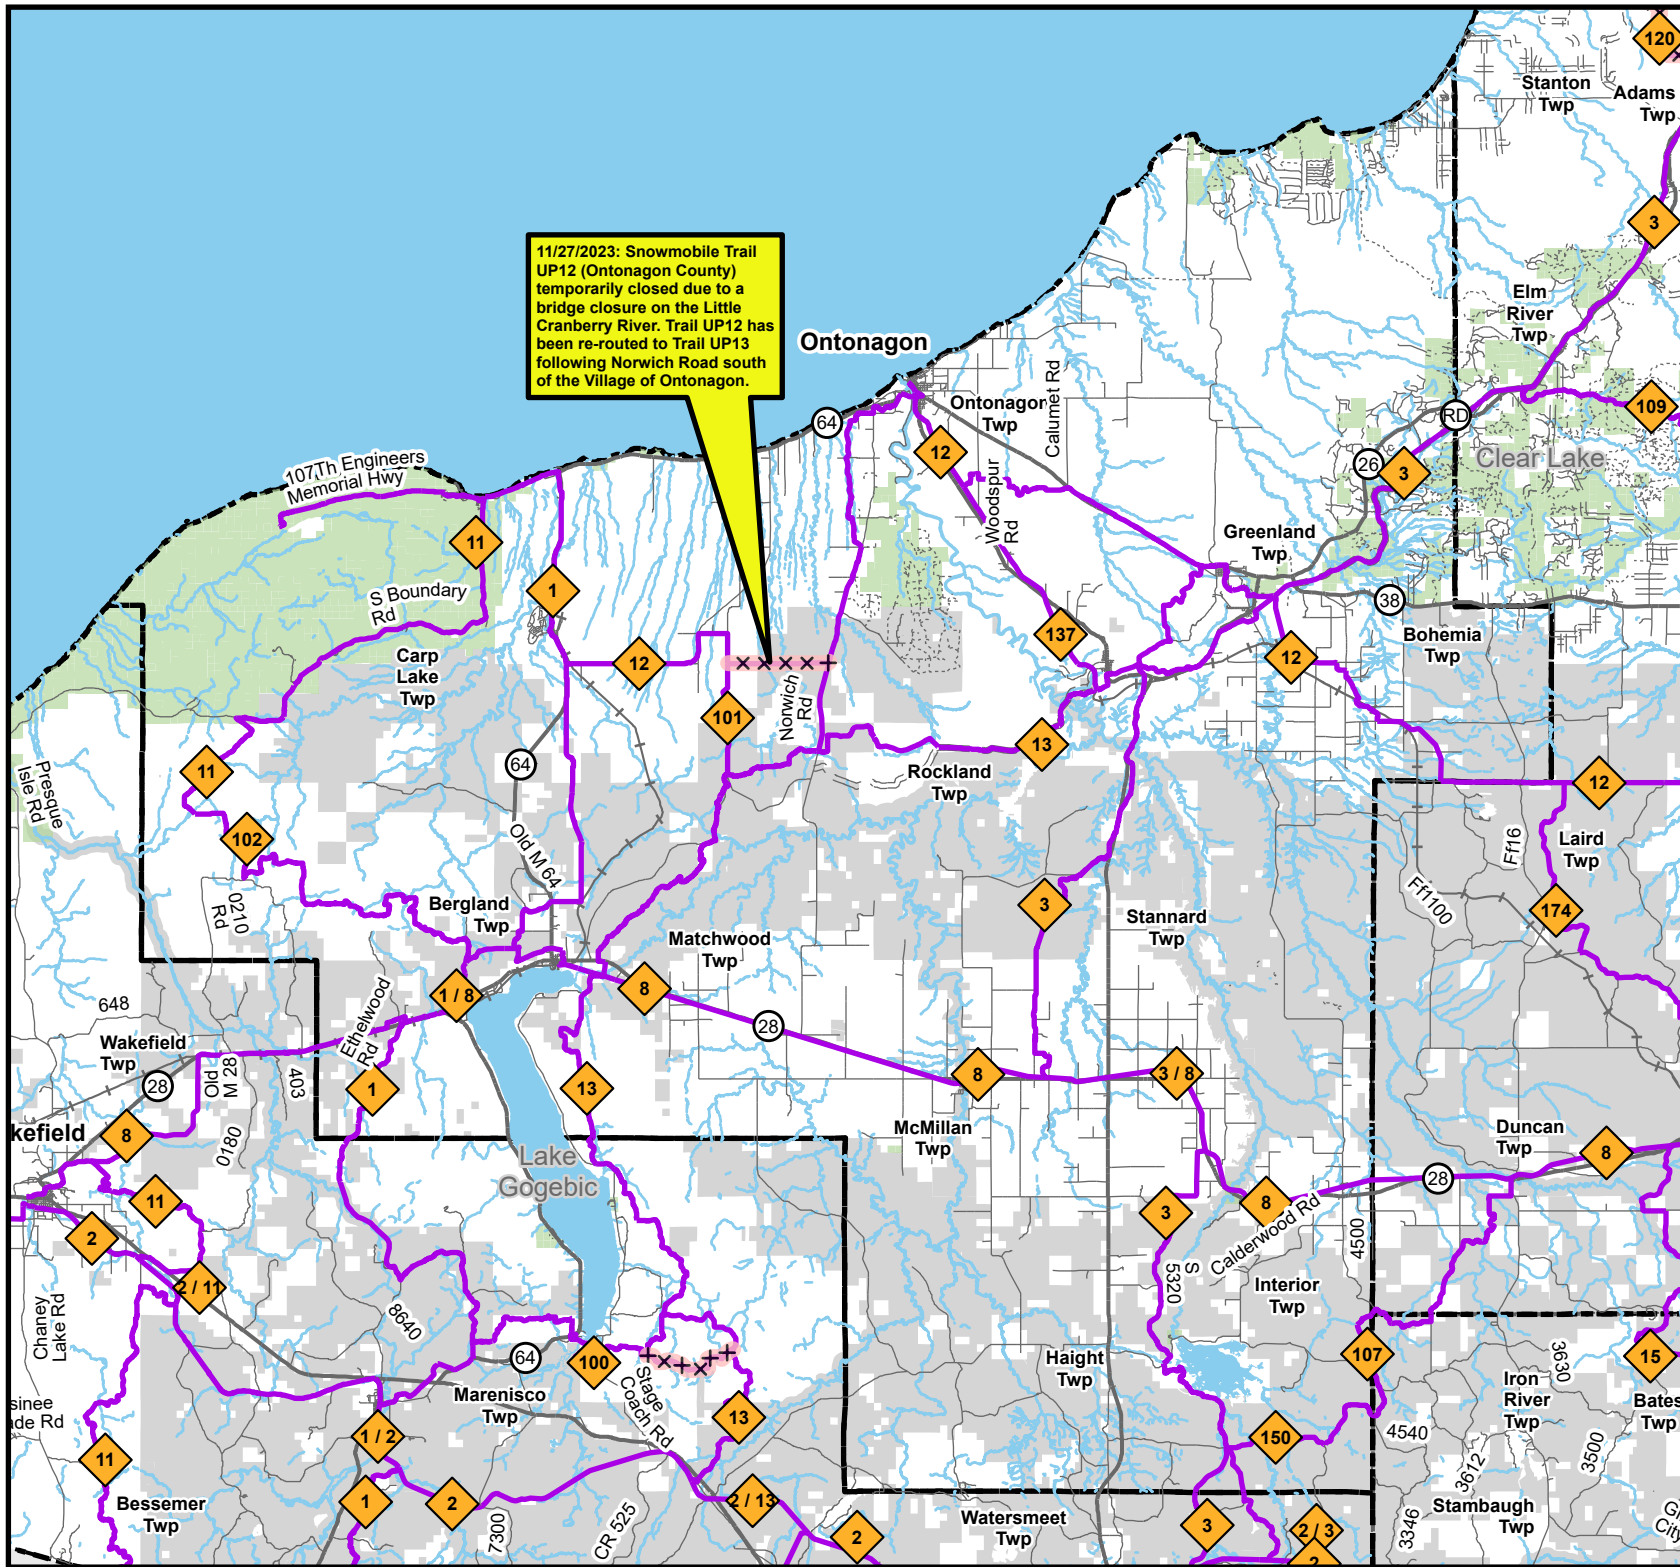 120
Stanton
Twp
Adams
Twp
3
11/27/2023: Snowmobile Trail
UP12 (Ontonagon County)
temporarily closed due to a
bridge closure on the Little
Cranberry River. Trail UP12 has
been re-routed to Trail UP13
following Norwich Road south
of the Village of Ontonagon.
Elm
River
Twp
Ontonagon
Ontonagon
Twp
Calumet Rd
64
12
109
RD
26
3
Clear Lake
107Th Engineers
Memorial Hwy
11
Woodspur
Rd
Greenland
Twp
1
S Boundary
Rd
38
137
Bohemia
Twp
Carp
Lake
Twp
12
12
Norwich
Rd
101
13
64
11
Rockland
Twp
12
Presque
Isle Rd
102
Old M 64
Ff16
Laird
Twp
0210
Rd
Bergland
Twp
3
Stannard
Twp
Ff1100
174
Matchwood
Twp
1 / 8
8
648
28
Ethelwood
Rd
Wakefield
Twp
28
Old
M 28
403
1
13
8
3 / 8
8
kefield
0180
McMillan
Twp
Duncan
Twp
8
Lake
Gogebic
11
28
3
8
Calderwood Rd
2
4500
S
5320
2 / 11
Interior
Twp
Chaney
Lake Rd
8640
64
100
Stage
Coach Rd
Haight
Twp
107
3630
15
Marenisco
Twp
Iron
River
Twp
Bates
Twp
sinee
de Rd
13
1 / 2
150
4540
3612
3500
11
1
2
2 / 13
Bessemer
Twp
7300
CR 525
2
Watersmeet
Twp
3
2 / 3
2
3346
Stambaugh
Twp